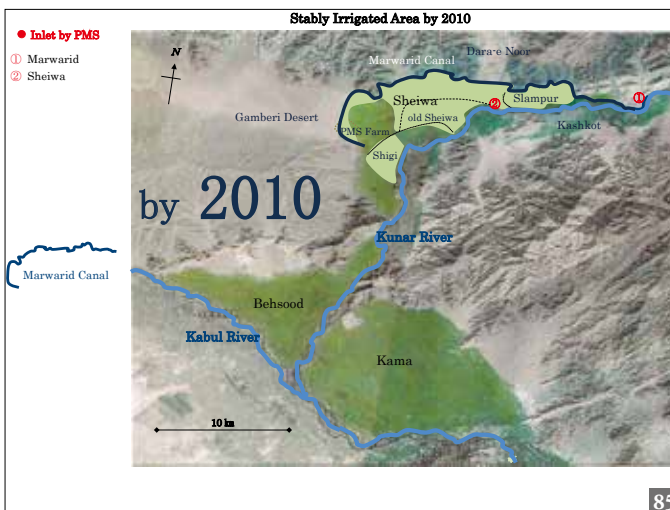 Stably Irrigated Area by 2010
Inlet by PMS
① Marwarid
② Sheiwa
N
Marwarid Canal
Dara-e Noor
Gamberi Desert
Sheiwa
②
Slampur
①
old Sheiwa
PMS Farm
Kashkot
Shigi
by 2010
Kunar River
Marwarid Canal
Behsood
Kabul River
Kama
10 km
85